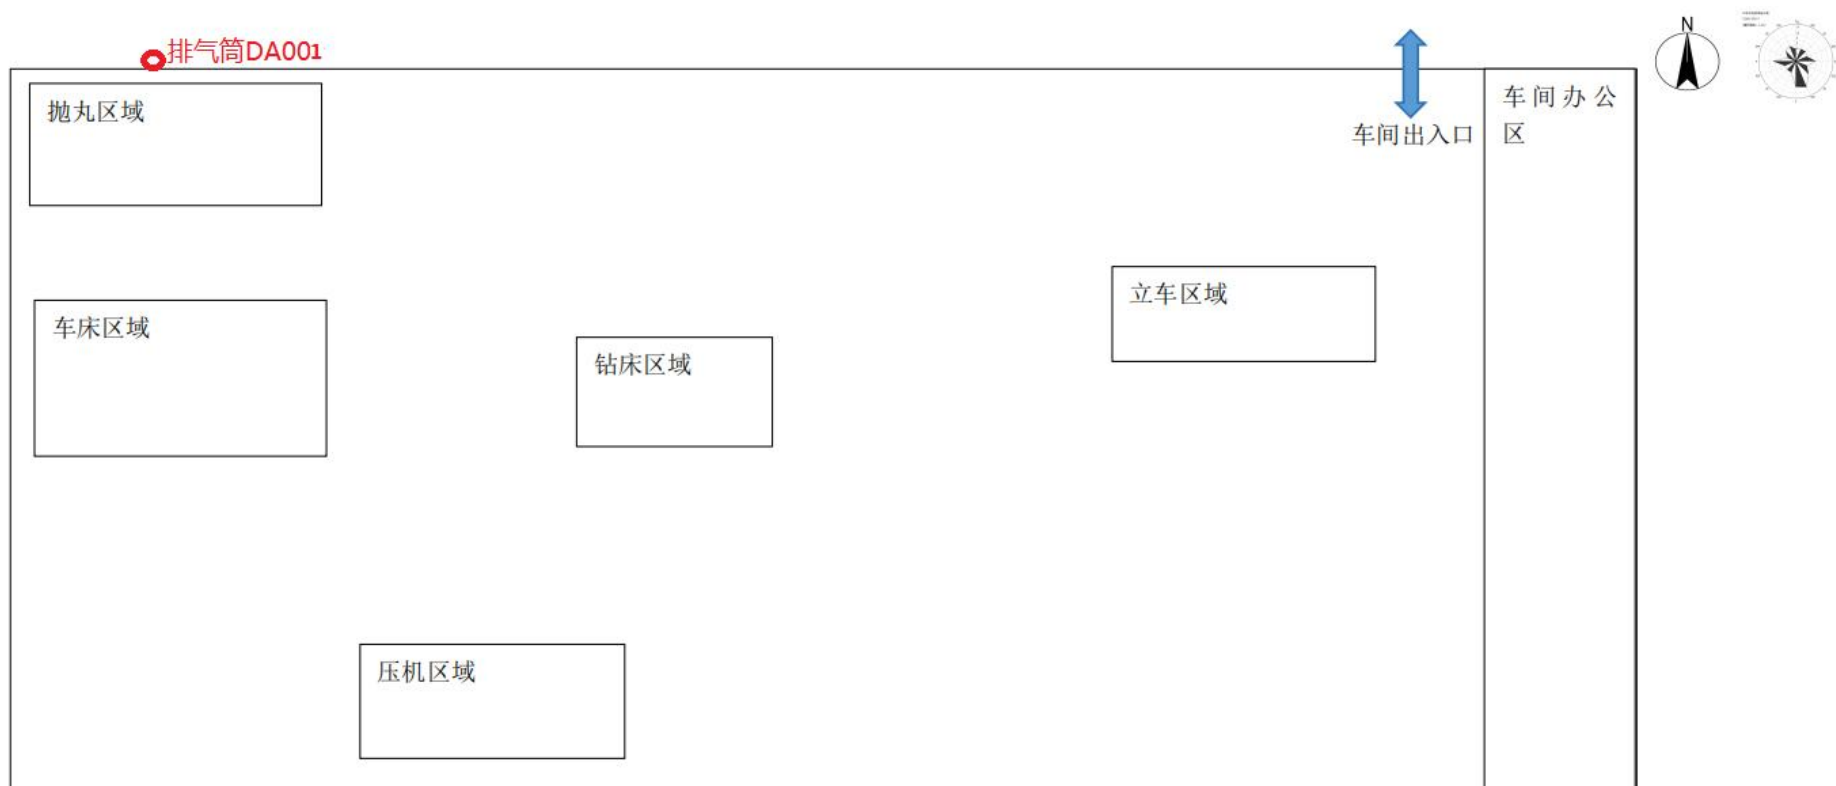 排气筒DA001
N
抛丸区域
车间办公
区
车间出入口
立车区域
车床区域
钻床区域
压机区域